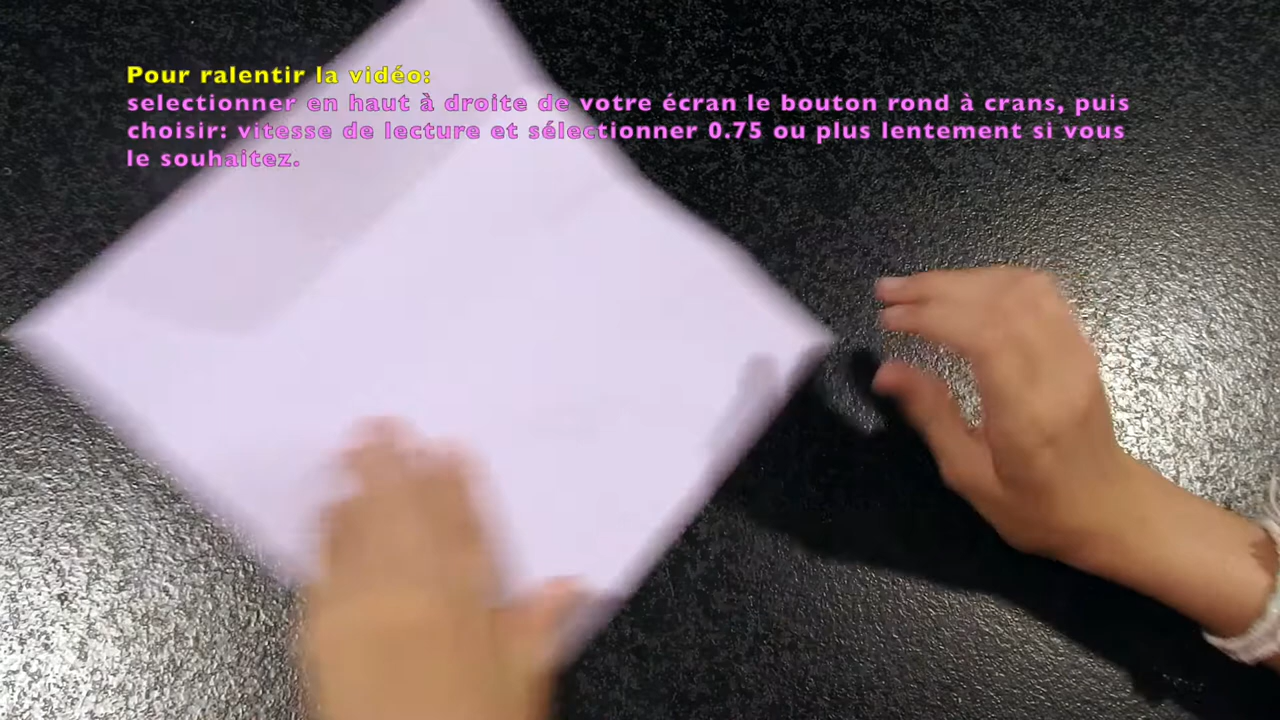 Pour ralentir la vidéo:
selectionner en haut à droite de votre écran le bouton rond à crans, puis
choisir: vitesse de lecture et sélectionner 0.75 ou plus lentement si vous
le souhaitez.